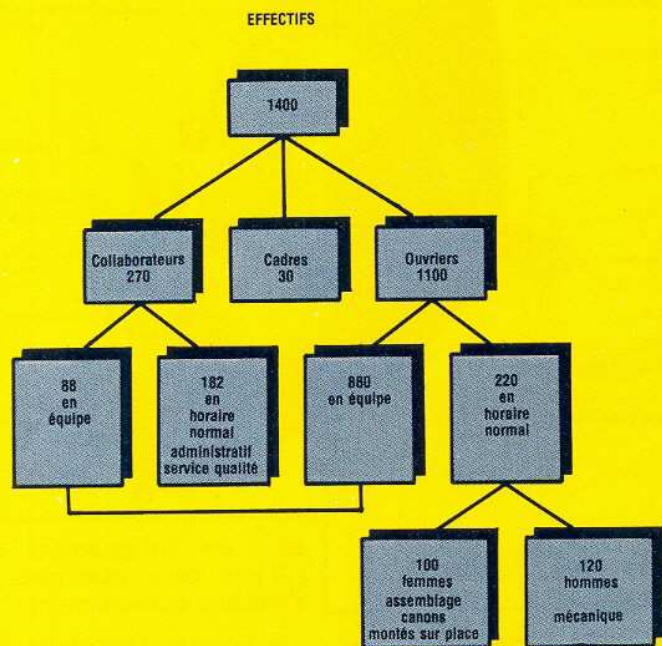 EFFECTIFS
1400
Collaborateurs
270
Cadres
30
Ouvriers
1100
88
en
équipe
182
en
horaire
normal
administratif
service qualité
880
en équipe
220
en
horaire
normal
100
femmes
assemblage
canons
montés sur place
120
hommes
mécanique